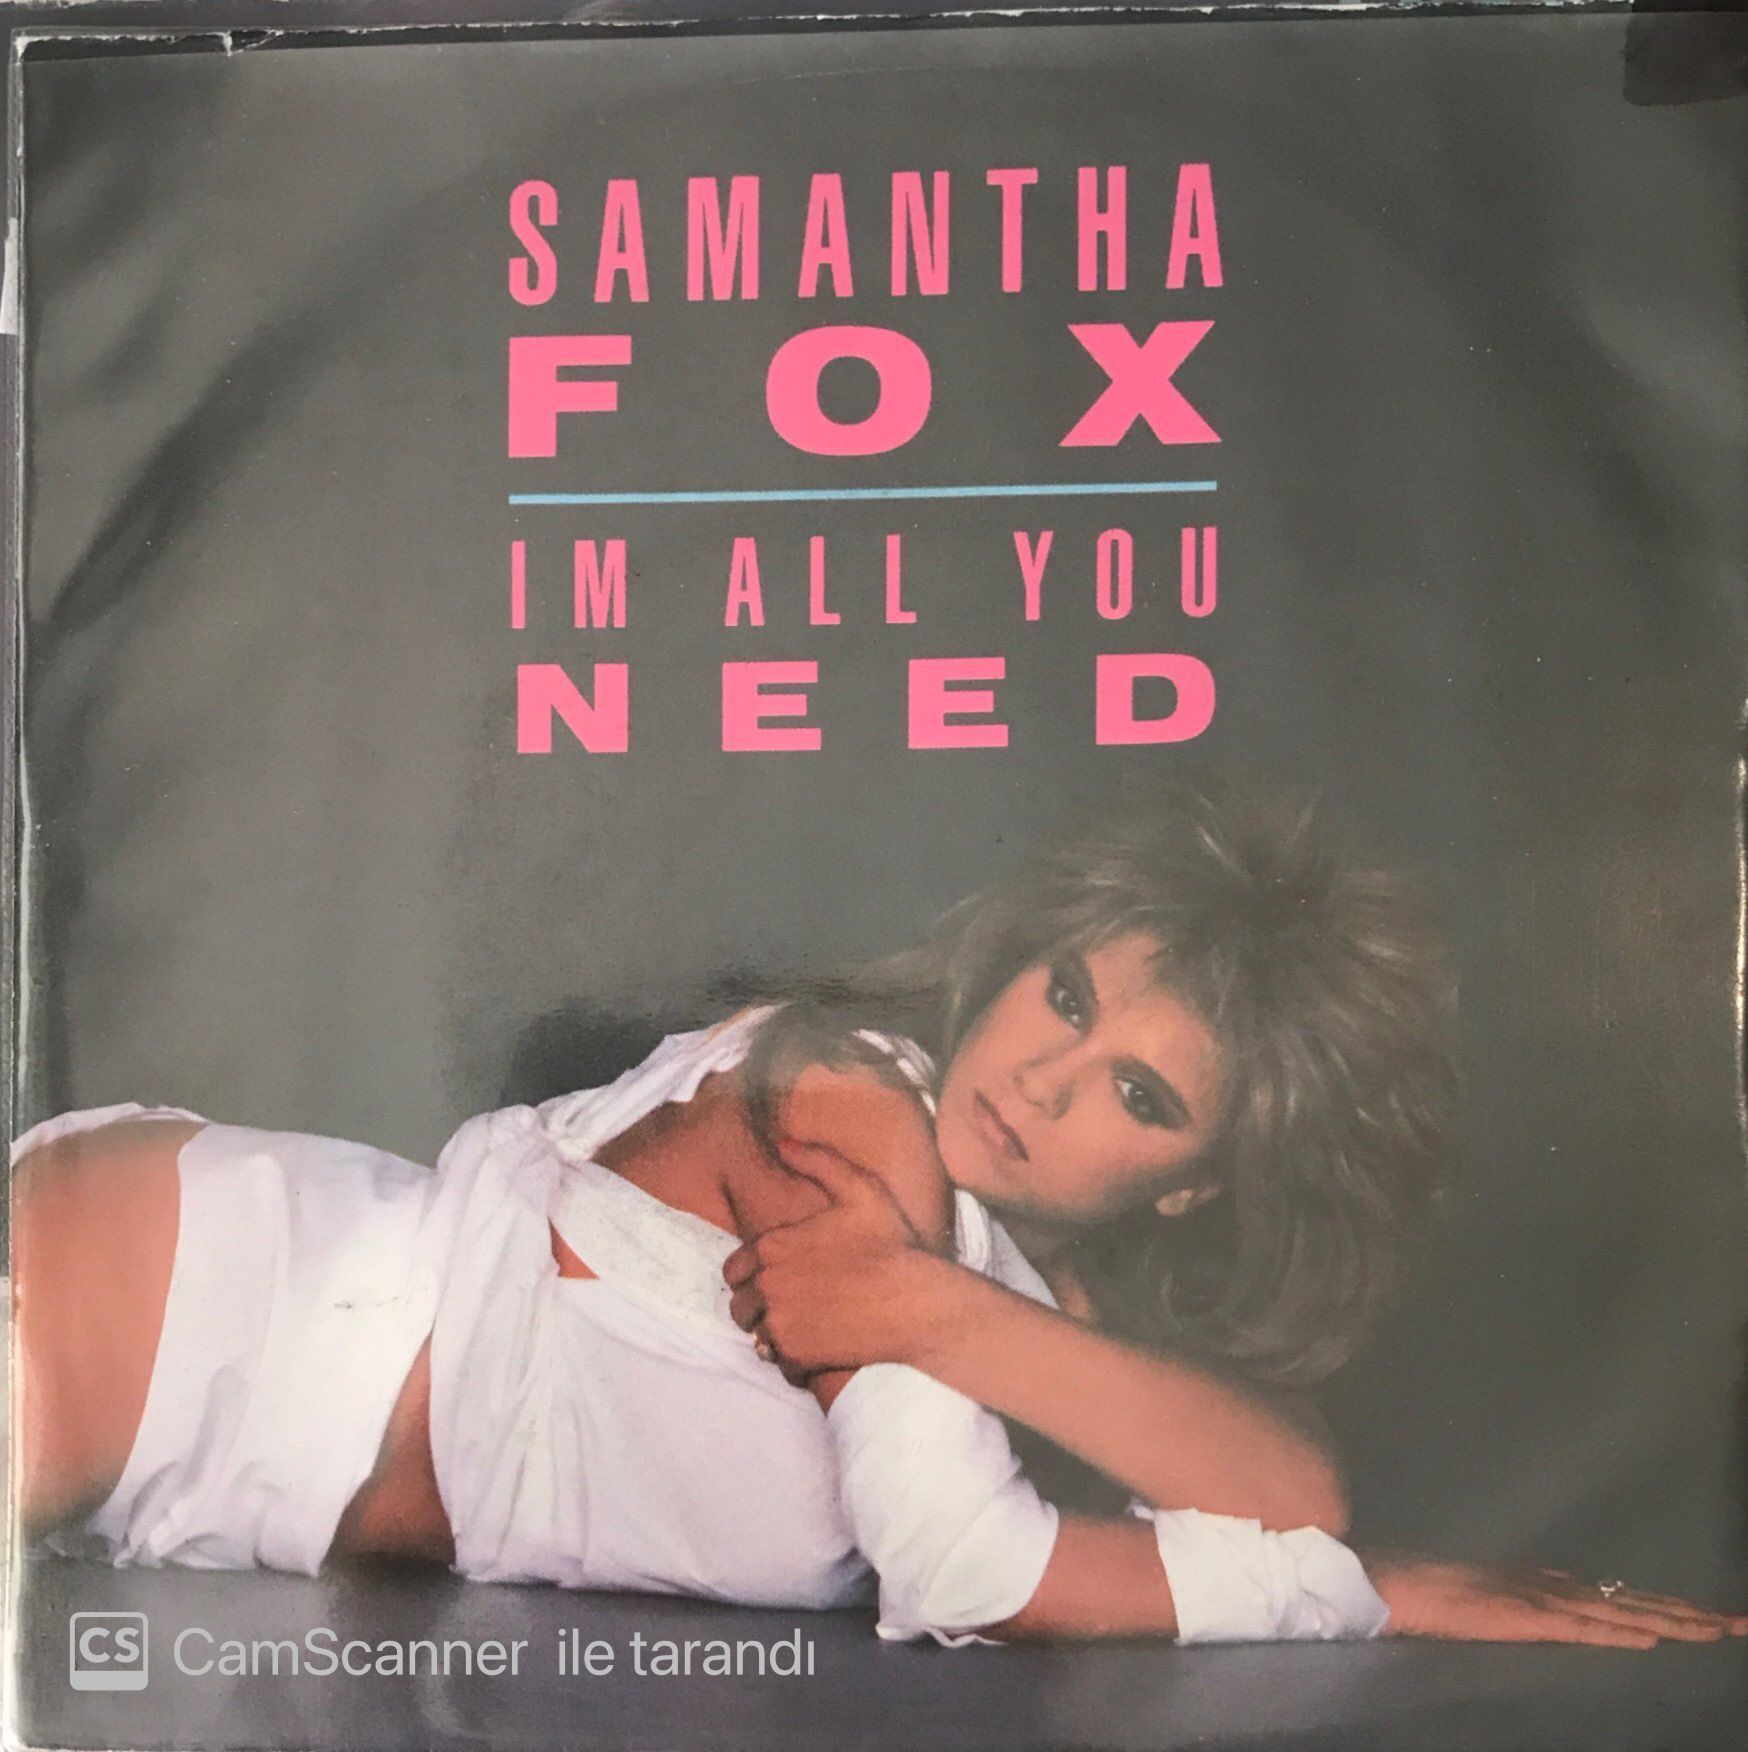 SAMANTHA
FOX
IM ALL YOU
NEED
CS CamScanner ile tarandı